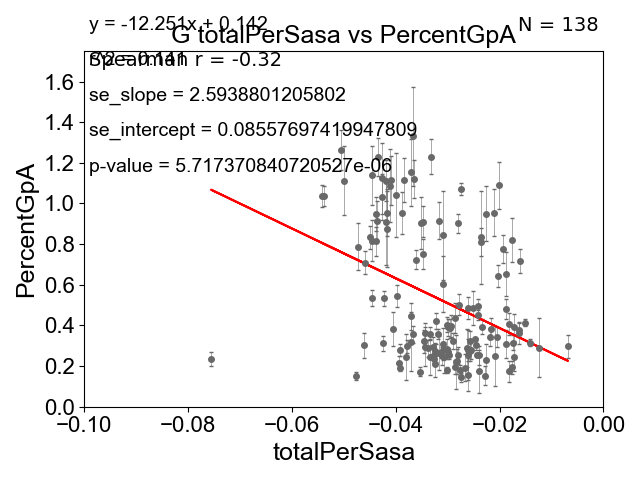 y = -12.251x + 0.142
N = 138
G totalPerSasa vs PercentGpA
Spearman r = -0.32
se_slope = 2.5938801205802
se_intercept = 0.08557697419947809
p-value = 5.717370840720527e-06
PercentGpA
1.6
1.4
1.2
1.0
0.8
0.6
0.4
0.2
0.0
−0.10
−0.08
−0.06
−0.04
−0.02
0.00
totalPerSasa